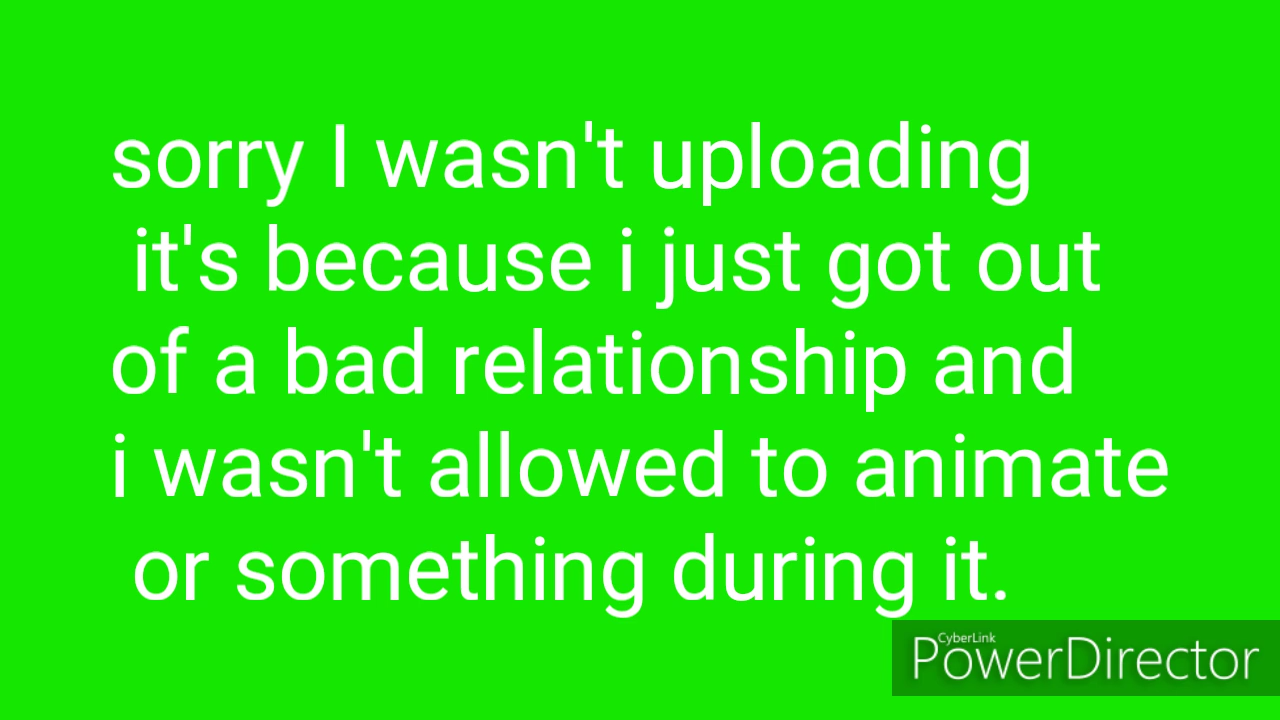 sorry I wasn't uploading
it's because i just got out
of a bad relationship and
i wasn't allowed to animate
or something during it.
CyberLink
PowerDirector